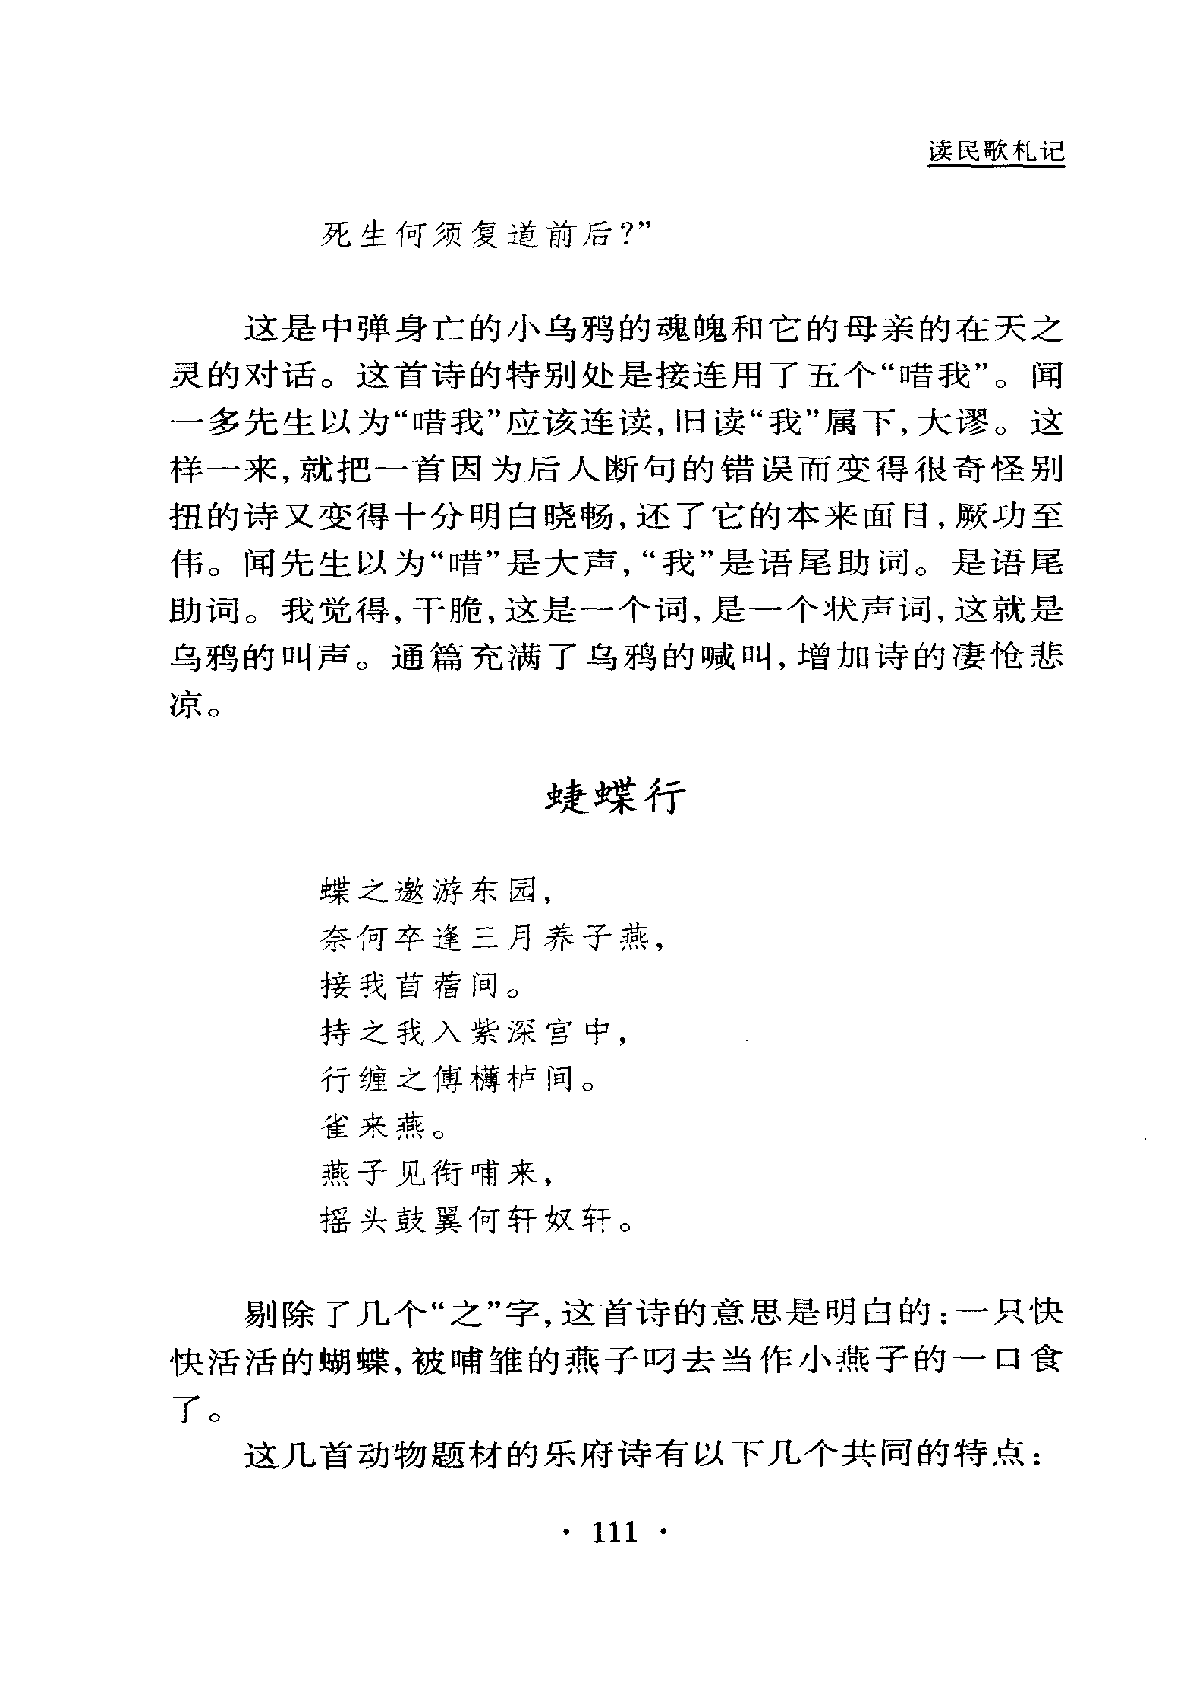 读民歌札记
死生何须复道前后？”
这是中弹身亡的小乌鸦的魂魄和它的母亲的在天之
灵的对话。这首诗的特别处是接连用了五个“唶我”。闻
一多先生以为“唶我”应该连读，旧读“我”属下，大谬。这
样一来，就把一首因为后人断句的错误而变得很奇怪别
扭的诗又变得十分明白晓畅，还了它的本来面目，厥功至
伟。闻先生以为“唶”是大声，“我”是语尾助词。是语尾
助词。我觉得，干脆，这是一个词，是一个状声词，这就是
乌鸦的叫声。通篇充满了乌鸦的喊叫，增加诗的凄怆悲
凉。
蜨蝶行
蝶之遨游东园，
奈何卒逢三月养子燕，
接我苜蓿间。
持之我入紫深宫中，
行缠之傅欂栌间。
雀来燕。
燕子见衔哺来，
摇头鼓翼何轩奴轩。
剔除了几个“之”字，这首诗的意思是明白的：一只快
快活活的蝴蝶，被哺雏的燕子叼去当作小燕子的一口食
了。
这几首动物题材的乐府诗有以下几个共同的特点：
· 111 ·